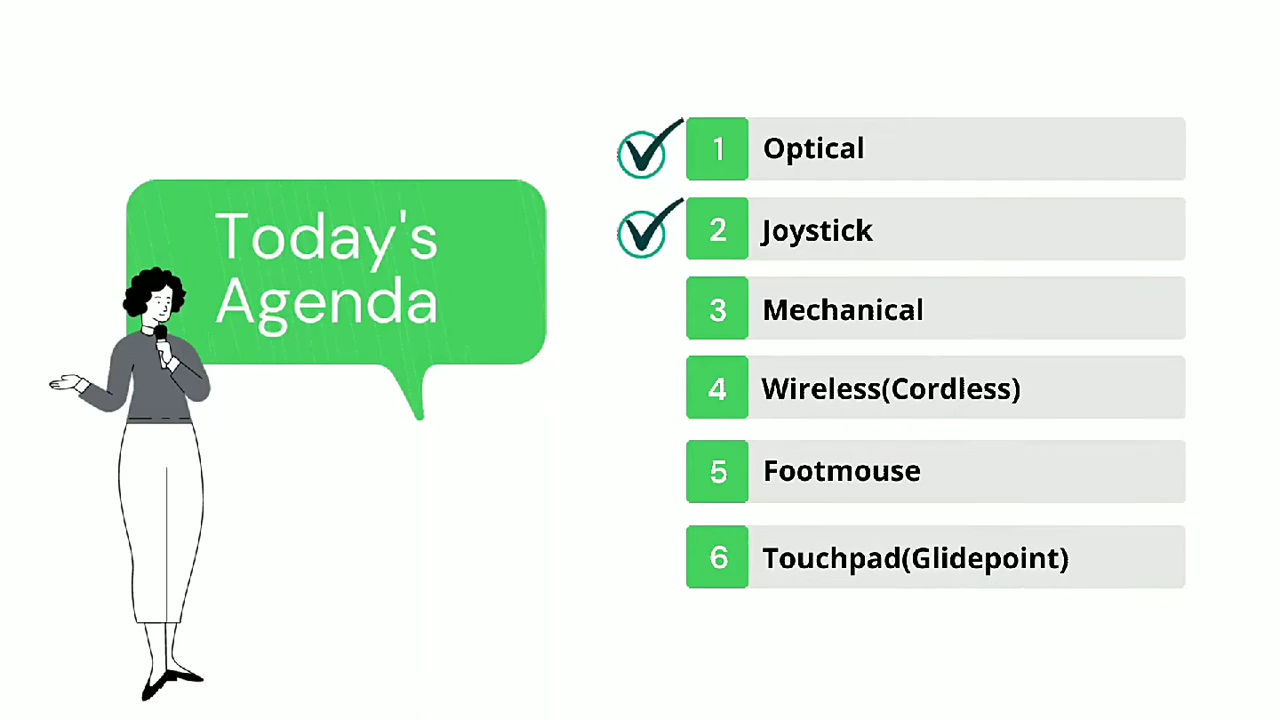 Today's
Agenda
1 Optical
2 Joystick
3 Mechanical
4 Wireless(Cordless)
5 Footmouse
6 Touchpad(Glidepoint)